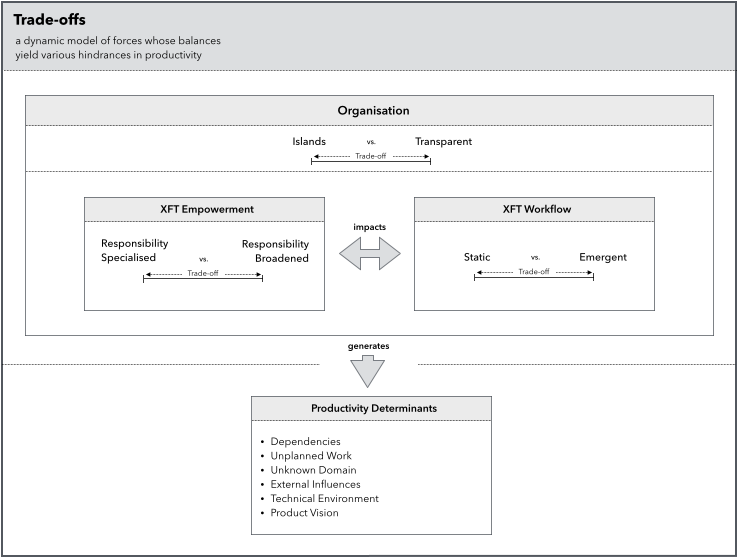 Trade-offs
a dynamic model of forces whose balances
yield various hindrances in productivity
Organisation
Islands vs. Transparent
Trade-off
XFT Empowerment
Responsibility Specialised vs. Responsibility Broadened
Trade-off
impacts
XFT Workflow
Static vs. Emergent
Trade-off
generates
Productivity Determinants
• Dependencies
• Unplanned Work
• Unknown Domain
• External Influences
• Technical Environment
• Product Vision